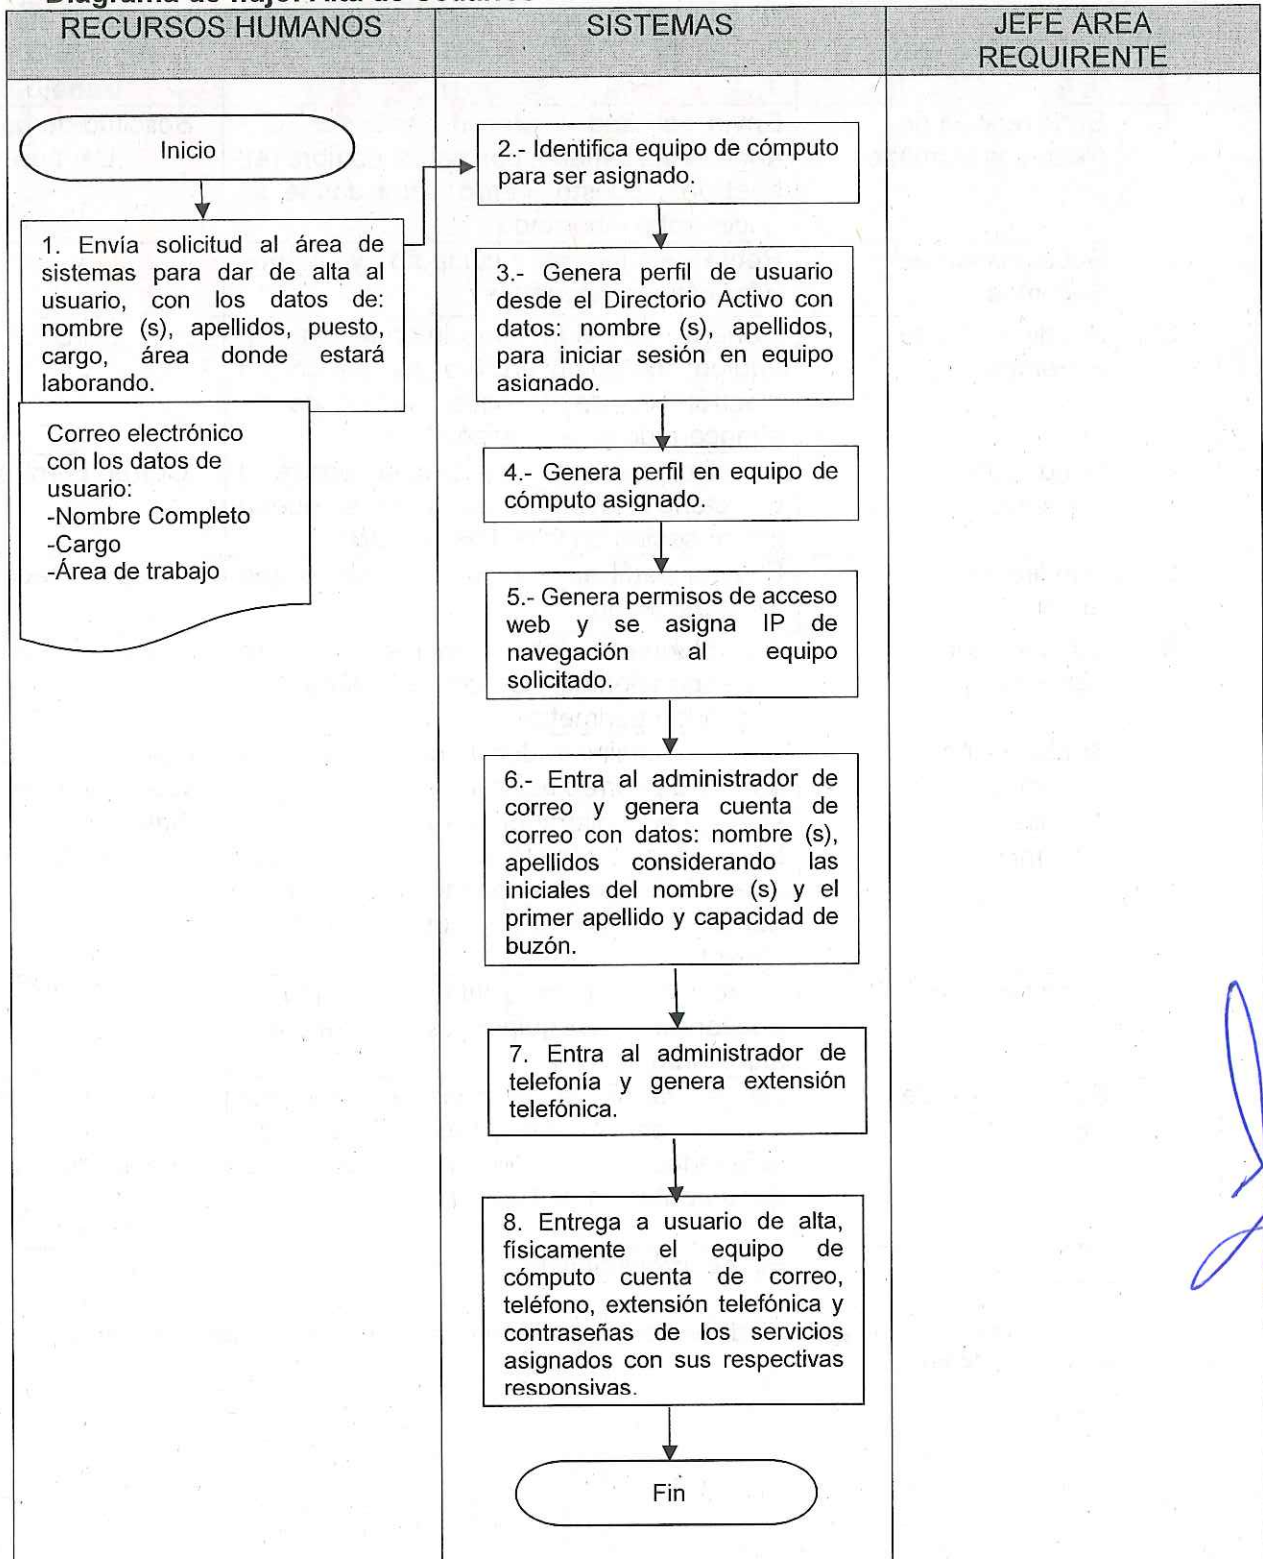 Diagrama de flujo: Alta de Usuarios
RECURSOS HUMANOS
SISTEMAS
JEFE AREA
REQUIRENTE
Inicio
1. Envía solicitud al área de
sistemas para dar de alta al
usuario, con los datos de:
nombre (s), apellidos, puesto,
cargo, área donde estará
laborando.
Correo electrónico
con los datos de
usuario:
-Nombre Completo
-Cargo
-Área de trabajo
2.- Identifica equipo de cómputo
para ser asignado.
3.- Genera perfil de usuario
desde el Directorio Activo con
datos: nombre (s), apellidos,
para iniciar sesión en equipo
asignado.
4.- Genera perfil en equipo de
cómputo asignado.
5.- Genera permisos de acceso
web y se asigna IP de
navegación al equipo
solicitado.
6.- Entra al administrador de
correo y genera cuenta de
correo con datos: nombre (s),
apellidos considerando las
iniciales del nombre (s) y el
primer apellido y capacidad de
buzón.
7. Entra al administrador de
telefonía y genera extensión
telefónica.
8. Entrega a usuario de alta,
físicamente el equipo de
cómputo cuenta de correo,
teléfono, extensión telefónica y
contraseñas de los servicios
asignados con sus respectivas
responsivas.
Fin